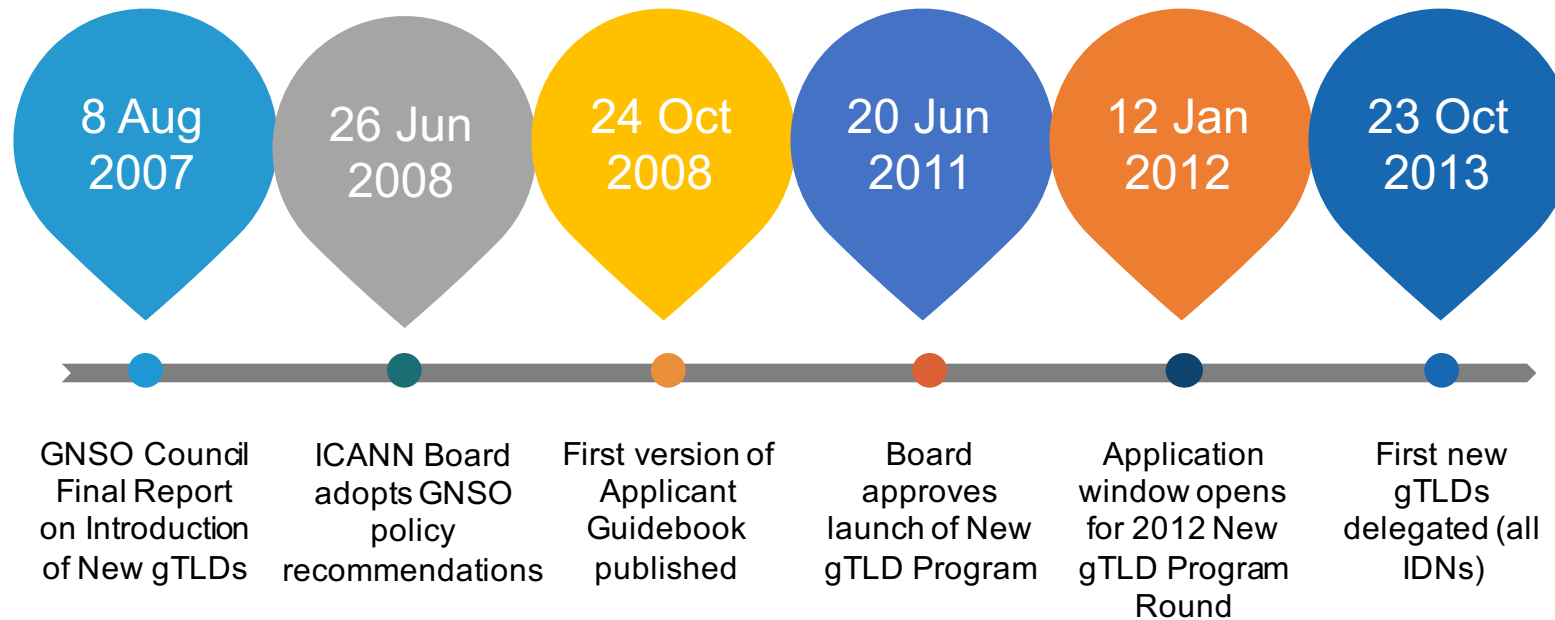 8 Aug
2007
26 Jun
2008
24 Oct
2008
20 Jun
2011
12 Jan
2012
23 Oct
2013
GNSO Council
Final Report
on Introduction
of New gTLDs
ICANN Board
adopts GNSO
policy
recommendations
First version of
Applicant
Guidebook
published
Board
approves
launch of New
gTLD Program
Application
window opens
for 2012 New
gTLD Program
Round
First new
gTLDs
delegated (all
IDNs)